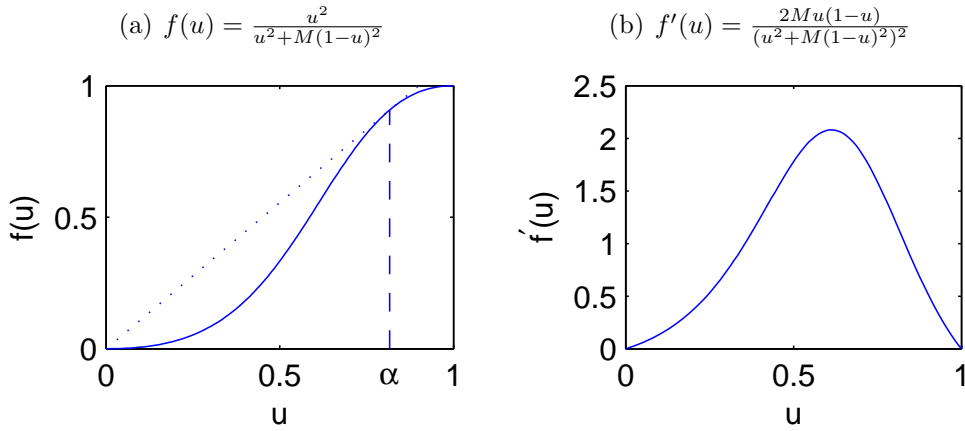 (a) f(u) = u²/(u²+M(1−u)²)
1
0.5
0
f(u)
0
0.5
α
1
u
(b) f′(u) = 2Mu(1−u)/(u²+M(1−u)²)²
2.5
2
1.5
1
0.5
0
f′(u)
0
0.5
1
u